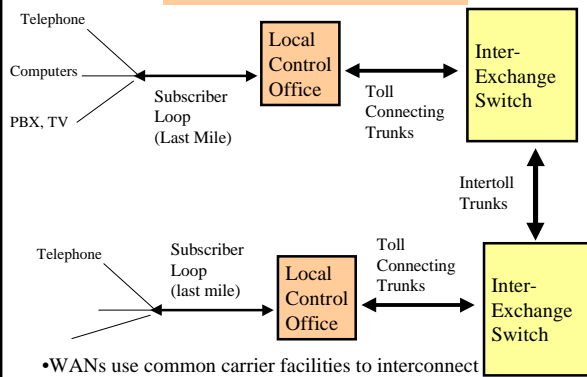 Telephone
Computers
PBX, TV
Subscriber
Loop
(Last Mile)
Local
Control
Office
Toll
Connecting
Trunks
Inter-
Exchange
Switch
Intertoll
Trunks
Telephone
Subscriber
Loop
(last mile)
Local
Control
Office
Toll
Connecting
Trunks
Inter-
Exchange
Switch
•WANs use common carrier facilities to interconnect